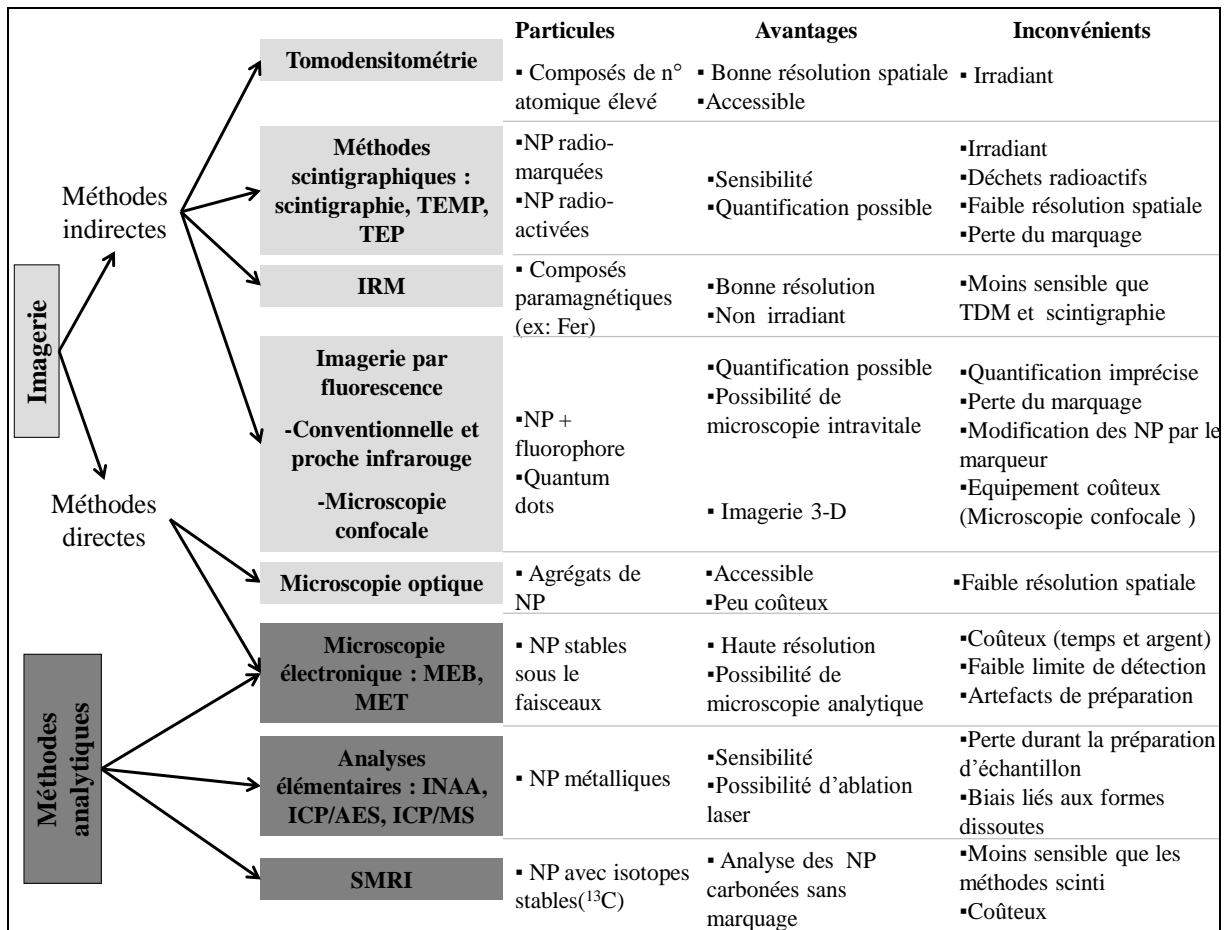 Particules
Avantages
Inconvénients
Imagerie
Méthodes
indirectes
Méthodes
directes
Méthodes
analytiques
Tomodensitométrie
▪ Composés de n°
atomique élevé
▪ Bonne résolution spatiale
▪Accessible
▪ Irradiant
Méthodes
scintigraphiques :
scintigraphie, TEMP,
TEP
▪NP radio-
marquées
▪NP radio-
activées
▪Sensibilité
▪Quantification possible
▪Irradiant
▪Déchets radioactifs
▪Faible résolution spatiale
▪Perte du marquage
IRM
▪ Composés
paramagnétiques
(ex: Fer)
▪Bonne résolution
▪Non irradiant
▪Moins sensible que
TDM et scintigraphie
Imagerie par
fluorescence
-Conventionnelle et
proche infrarouge
-Microscopie
confocale
▪NP +
fluorophore
▪Quantum
dots
▪Quantification possible
▪Possibilité de
microscopie intravitale
▪ Imagerie 3-D
▪Quantification imprécise
▪Perte du marquage
▪Modification des NP par le
marqueur
▪Equipement coûteux
(Microscopie confocale )
Microscopie optique
▪ Agrégats de
NP
▪Accessible
▪Peu coûteux
▪Faible résolution spatiale
Microscopie
électronique : MEB,
MET
▪ NP stables
sous le
faisceaux
▪ Haute résolution
▪Possibilité de
microscopie analytique
▪Coûteux (temps et argent)
▪Faible limite de détection
▪Artefacts de préparation
Analyses
élémentaires : INAA,
ICP/AES, ICP/MS
▪ NP métalliques
▪Sensibilité
▪Possibilité d’ablation
laser
▪Perte durant la préparation
d’échantillon
▪Biais liés aux formes
dissoutes
SMRI
▪ NP avec isotopes
stables(¹³C)
▪ Analyse des NP
carbonées sans
marquage
▪Moins sensible que les
méthodes scinti
▪Coûteux